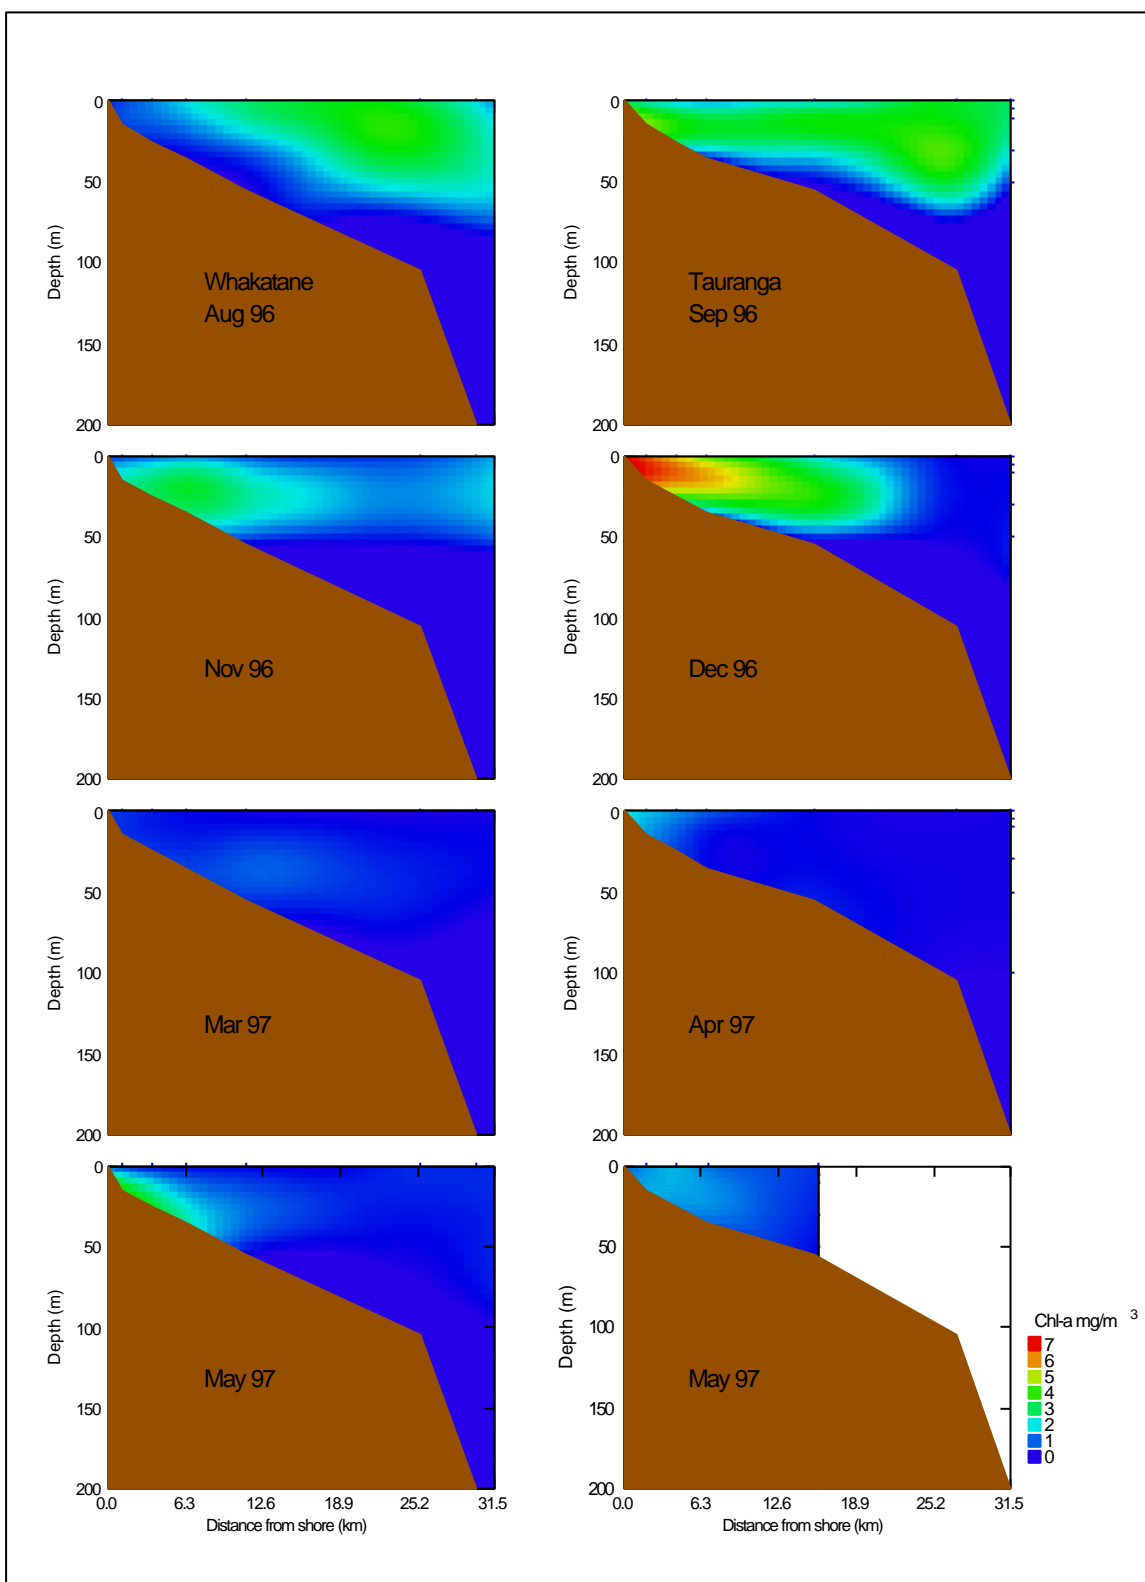 0
50
100
150
200
Depth (m)
Whakatane
Aug 96
0
50
100
150
200
Depth (m)
Tauranga
Sep 96
0
50
100
150
200
Depth (m)
Nov 96
0
50
100
150
200
Depth (m)
Dec 96
0
50
100
150
200
Depth (m)
Mar 97
0
50
100
150
200
Depth (m)
Apr 97
0
50
100
150
200
Depth (m)
May 97
0.0 6.3 12.6 18.9 25.2 31.5
Distance from shore (km)
0
50
100
150
200
Depth (m)
May 97
0.0 6.3 12.6 18.9 25.2 31.5
Distance from shore (km)
Chl-a mg/m 3
7
6
5
4
3
2
1
0